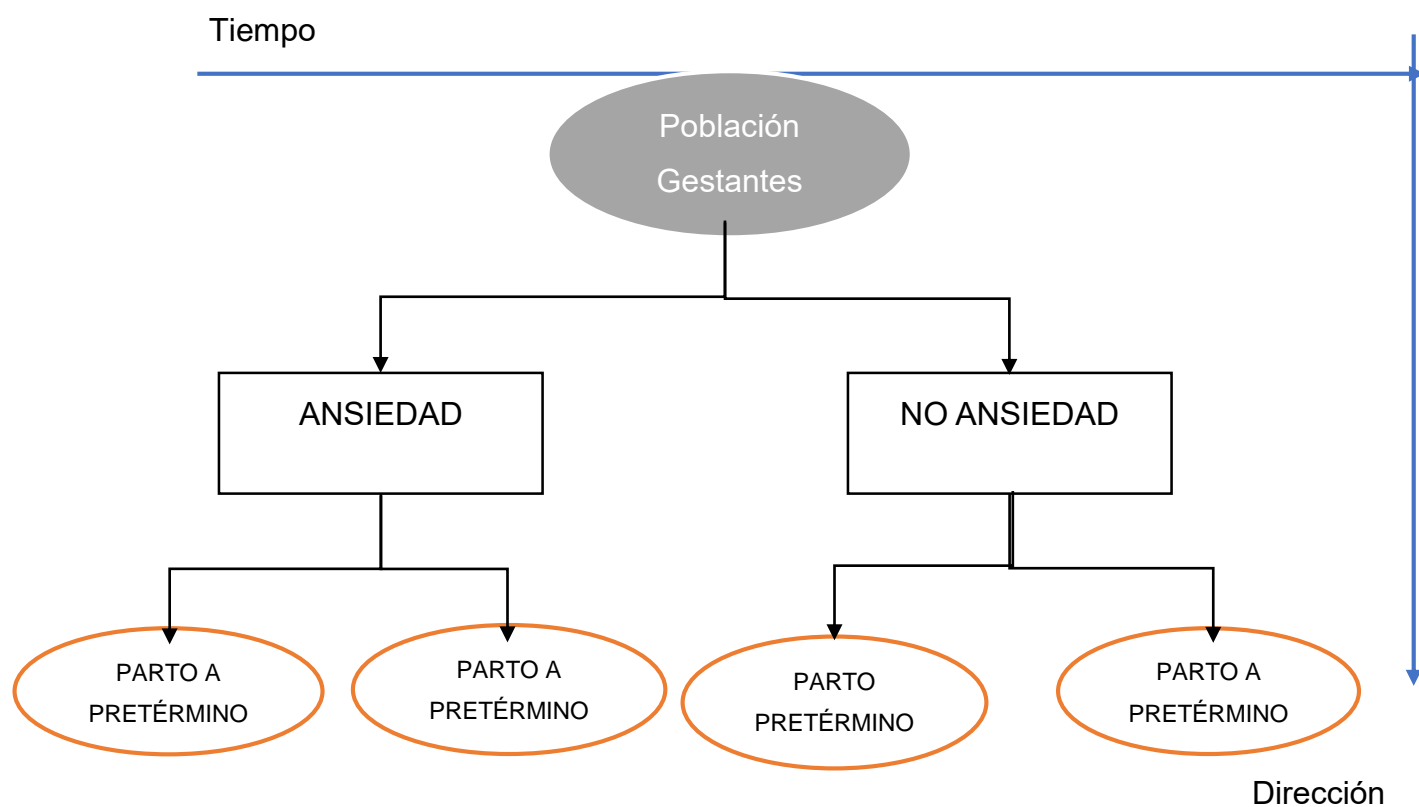 Tiempo
Población
Gestantes
ANSIEDAD
NO ANSIEDAD
PARTO A
PRETÉRMINO
PARTO A
PRETÉRMINO
PARTO
PRETÉRMINO
PARTO A
PRETÉRMINO
Dirección